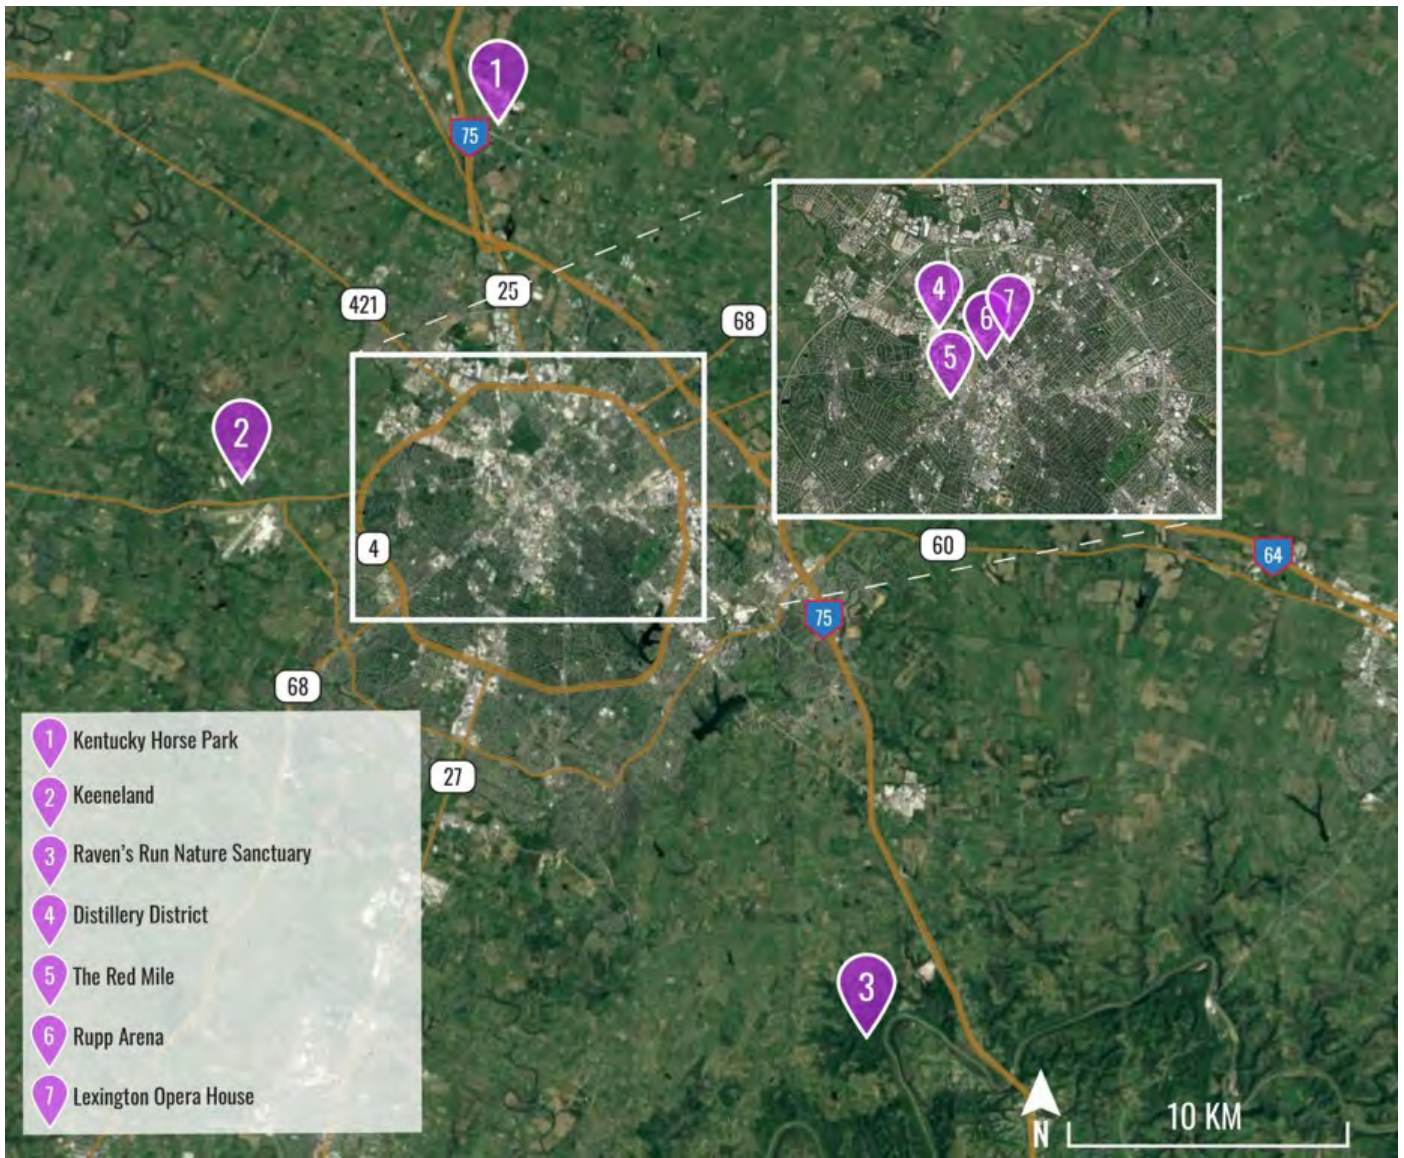 1
75
25
421
68
4
7
6
5
2
4
60
64
75
68
27
1 Kentucky Horse Park
2 Keeneland
3 Raven's Run Nature Sanctuary
4 Distillery District
5 The Red Mile
6 Rupp Arena
7 Lexington Opera House
3
N
10 KM